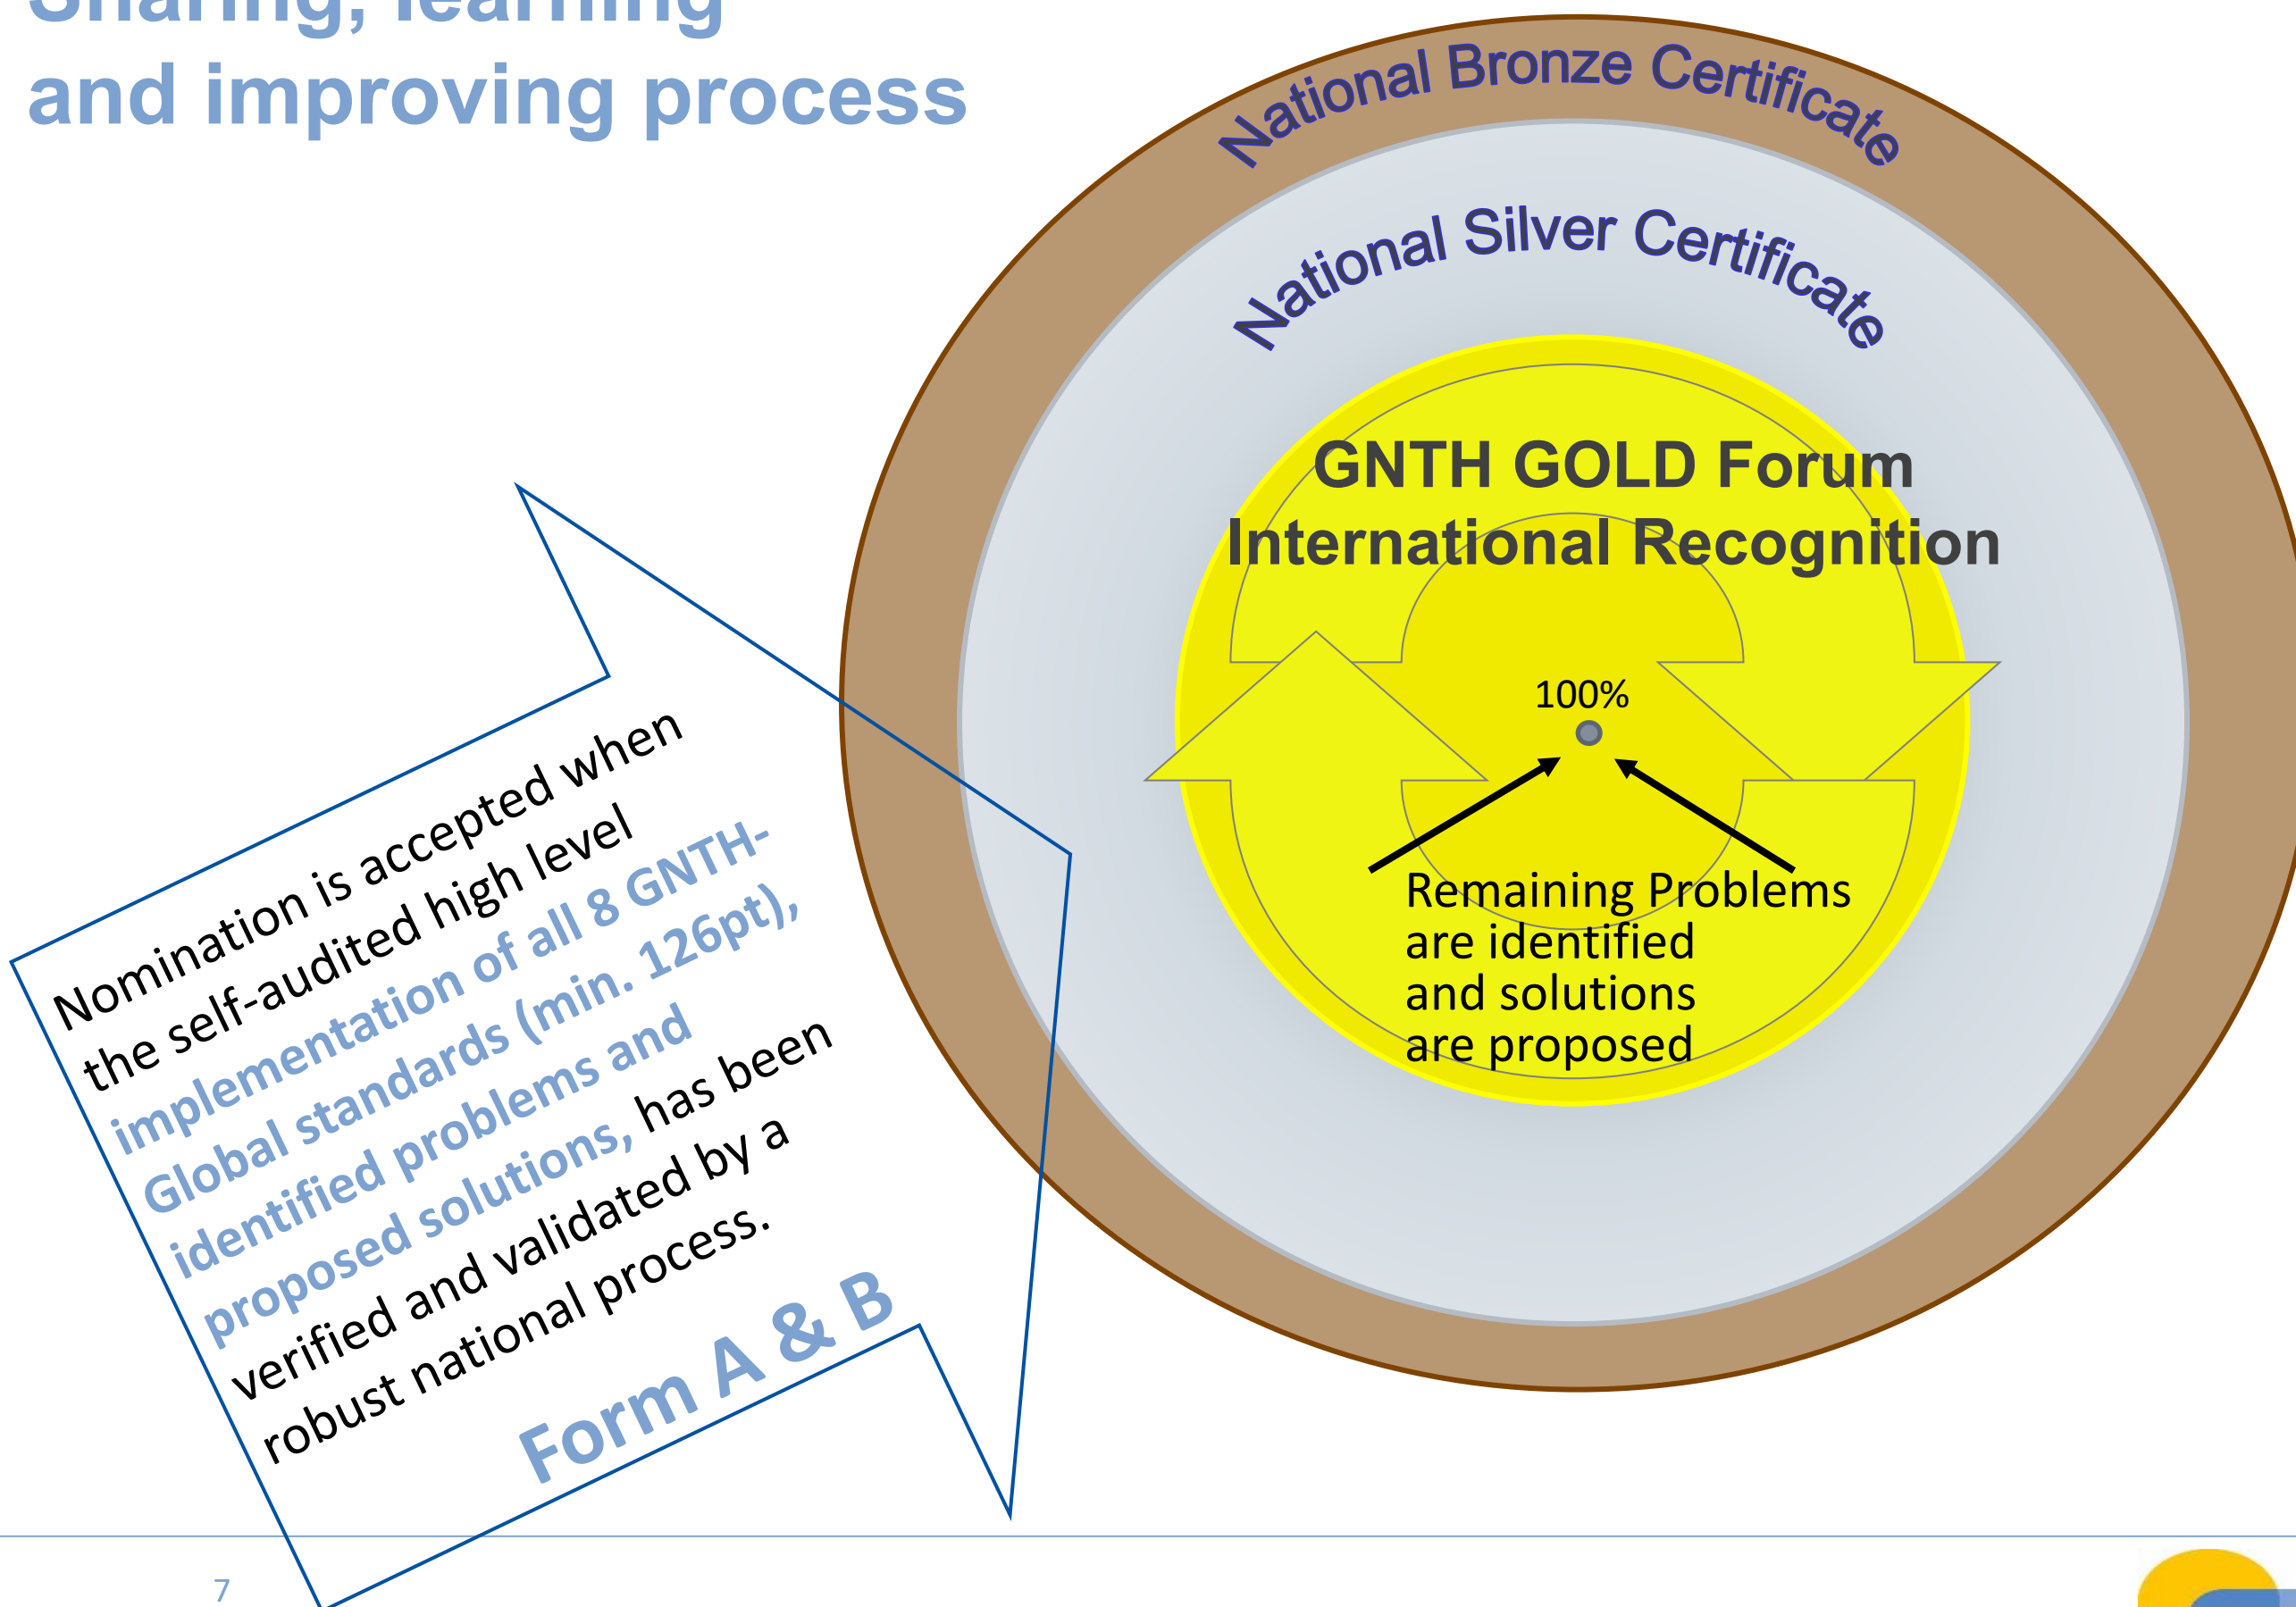 Sharing, learning
and improving process
National Bronze Certificate
National Silver Certificate
GNTH GOLD Forum
International Recognition
100%
Remaining Problems
are identified
and solutions
are proposed
Nomination is accepted when
the self-audited high level
implementation of all 8 GNTH-
Global standards (min. 126pt),
identified problems and
proposed solutions, has been
verified and validated by a
robust national process.
Form A & B
7